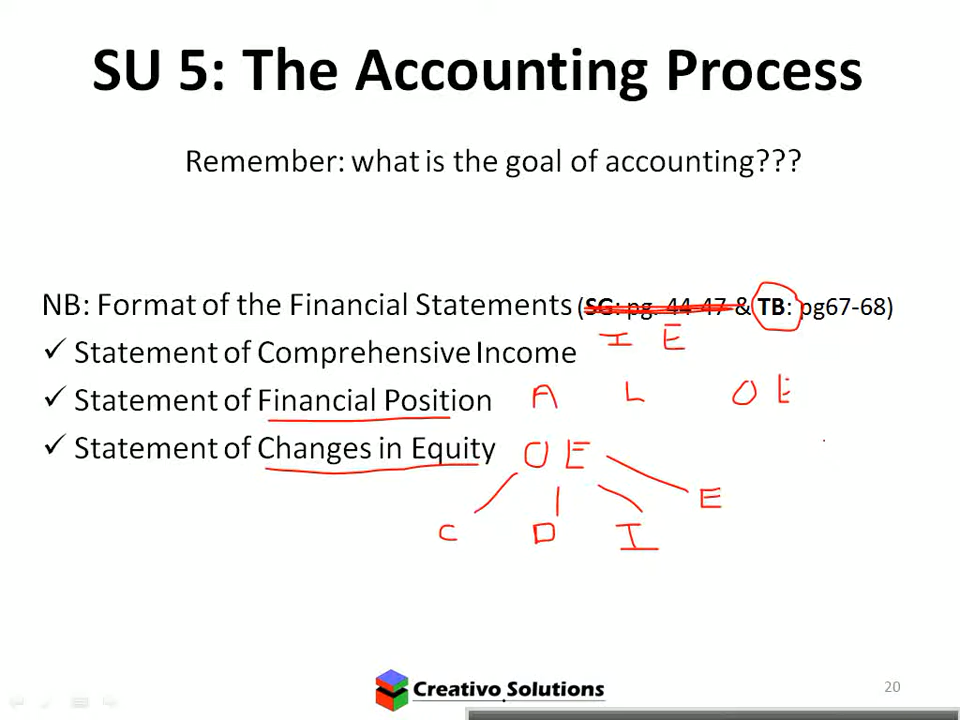 SU 5: The Accounting Process
Remember: what is the goal of accounting???
NB: Format of the Financial Statements (SG: pg. 44-47 & TB: pg67-68)
I E
✓ Statement of Comprehensive Income
✓ Statement of Financial Position A L O E
✓ Statement of Changes in Equity O E
E
C D I
Creativo Solutions
20